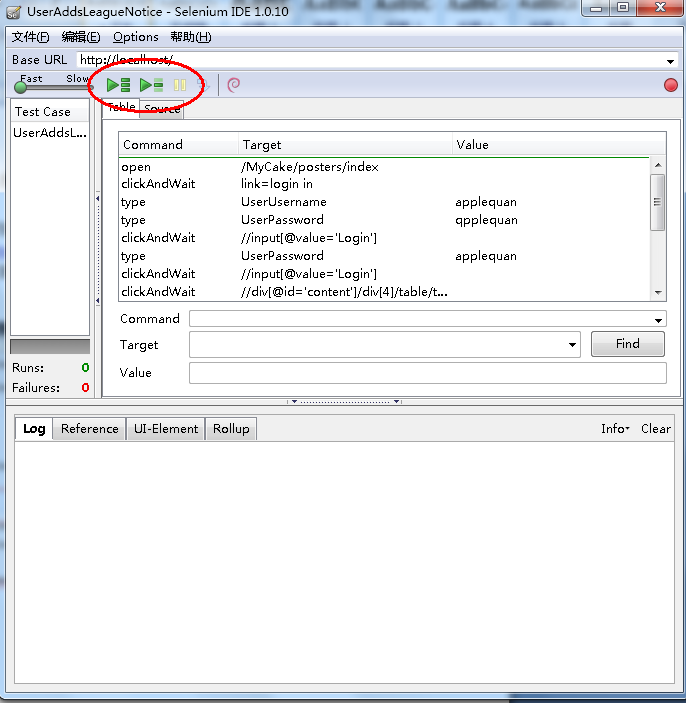 UserAddsLeagueNotice - Selenium IDE 1.0.10
文件(F) 编辑(E) Options 帮助(H)
Base URL http://localhost/
Fast Slow
Test Case
UserAddsL...
Table Source
Command Target Value
open /MyCake/posters/index
clickAndWait link=login in
type UserUsername applequan
type UserPassword qpplequan
clickAndWait //input[@value='Login']
type UserPassword applequan
clickAndWait //input[@value='Login']
clickAndWait //div[@id='content']/div[4]/table/t...
Command
Target Find
Value
Runs: 0
Failures: 0
Log Reference UI-Element Rollup Info Clear